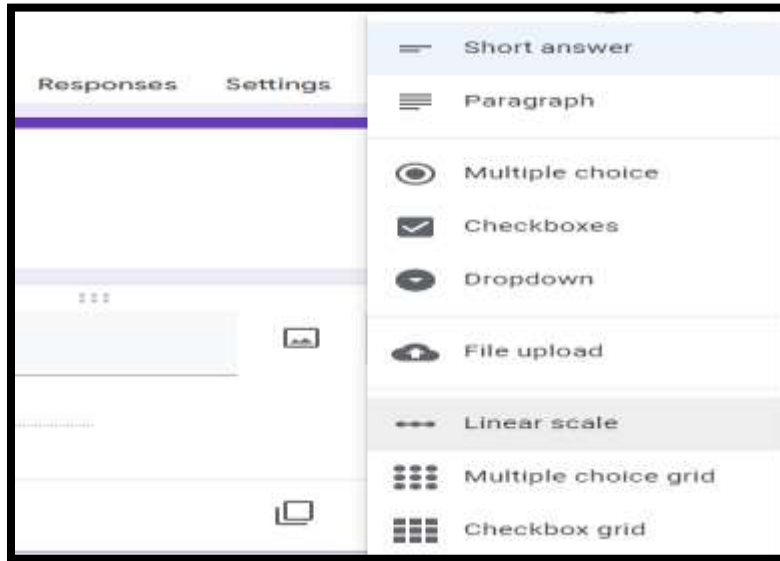 Responses Settings
Short answer
Paragraph
Multiple choice
Checkboxes
Dropdown
File upload
Linear scale
Multiple choice grid
Checkbox grid